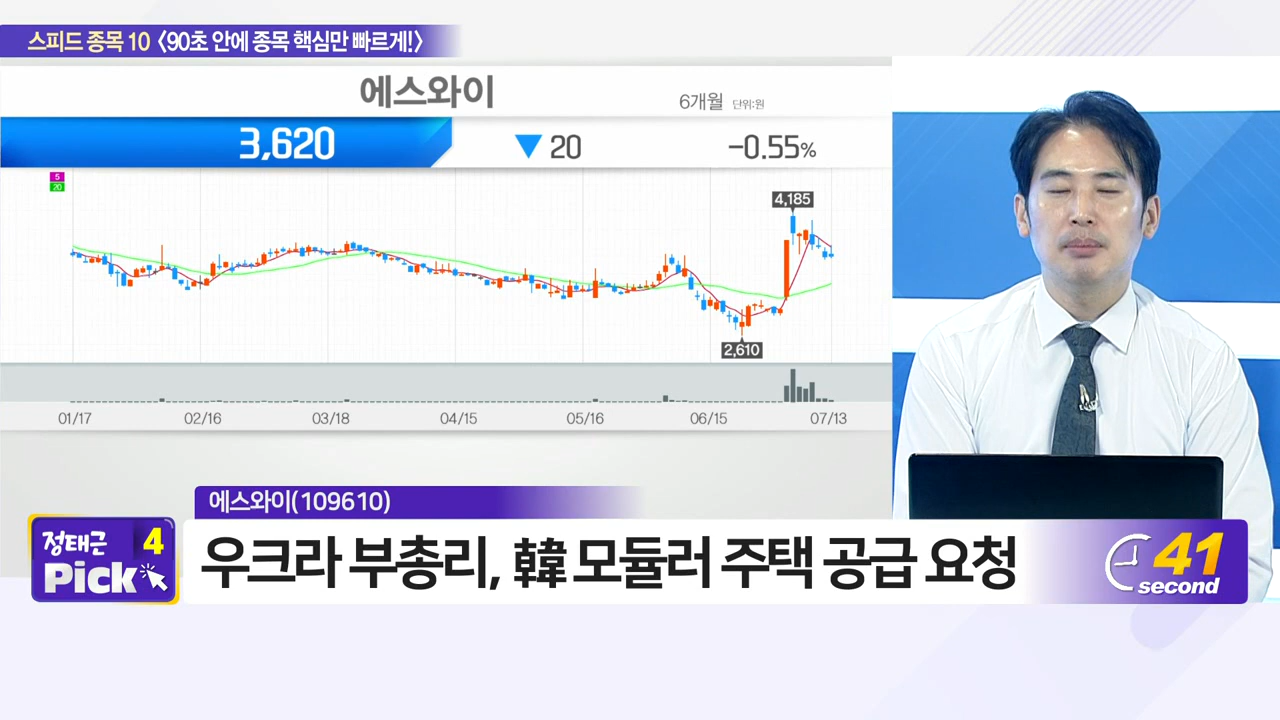 스피드 종목 10 <90초 안에 종목 핵심만 빠르게!>
에스와이
6개월 단위:원
3,620 ▼20 -0.55%
5
20
4,185
2,610
01/17 02/16 03/18 04/15 05/16 06/15 07/13
에스와이(109610)
정태근 4
Pick
우크라 부총리, 韓 모듈러 주택 공급 요청
41
second